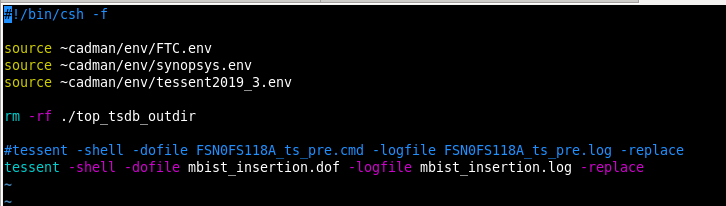 #!/bin/csh -f
source ~cadman/env/FTC.env
source ~cadman/env/synopsys.env
source ~cadman/env/tessent2019_3.env
rm -rf ./top_tsdb_outdir
#tessent -shell -dofile FSN0FS118A_ts_pre.cmd -logfile FSN0FS118A_ts_pre.log -replace
tessent -shell -dofile mbist_insertion.dof -logfile mbist_insertion.log -replace
~
~